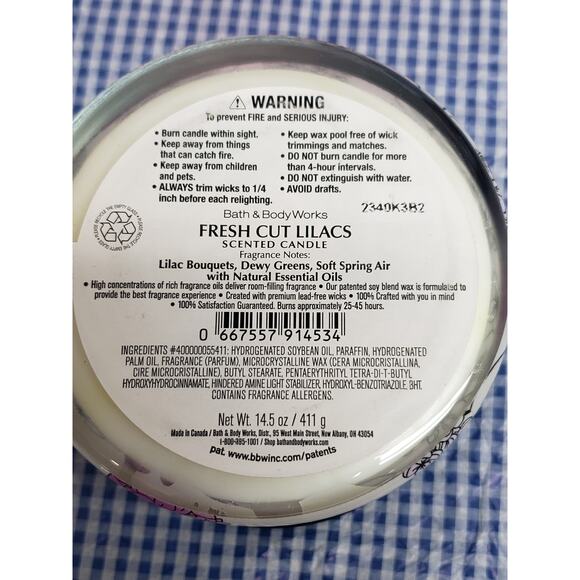 ⚠ WARNING
To prevent FIRE and SERIOUS INJURY:
• Burn candle within sight.
• Keep away from things
that can catch fire.
• Keep away from children
and pets.
• ALWAYS trim wicks to 1/4
inch before each relighting.
• Keep wax pool free of wick
trimmings and matches.
• DO NOT burn candle for more
than 4-hour intervals.
• DO NOT extinguish with water.
• AVOID drafts.
2340K3B2
Bath & Body Works
FRESH CUT LILACS
SCENTED CANDLE
Fragrance Notes:
Lilac Bouquets, Dewy Greens, Soft Spring Air
with Natural Essential Oils
• High concentrations of rich fragrance oils deliver room-filling fragrance • Our patented soy blend wax is formulated to
provide the best fragrance experience • Created with premium lead-free wicks • 100% Crafted with you in mind
• 100% Satisfaction Guaranteed. Burns approximately 25-45 hours.
0 667557 914534
INGREDIENTS #400000055411: HYDROGENATED SOYBEAN OIL, PARAFFIN, HYDROGENATED
PALM OIL, FRAGRANCE (PARFUM), MICROCRYSTALLINE WAX (CERA MICROCRISTALLINA,
CIRE MICROCRISTALLINE), BUTYL STEARATE, PENTAERYTHRITYL TETRA-DI-T-BUTYL
HYDROXYHYDROCINNAMATE, HINDERED AMINE LIGHT STABILIZER, HYDROXYL-BENZOTRIAZOLE, BHT.
CONTAINS FRAGRANCE ALLERGENS.
Net Wt. 14.5 oz / 411 g
Made in Canada / Bath & Body Works, Distr., 95 West Main Street, New Albany, OH 43054
1-800-395-1001 / Shop bathandbodyworks.com
pat. www.bbwinc.com/patents